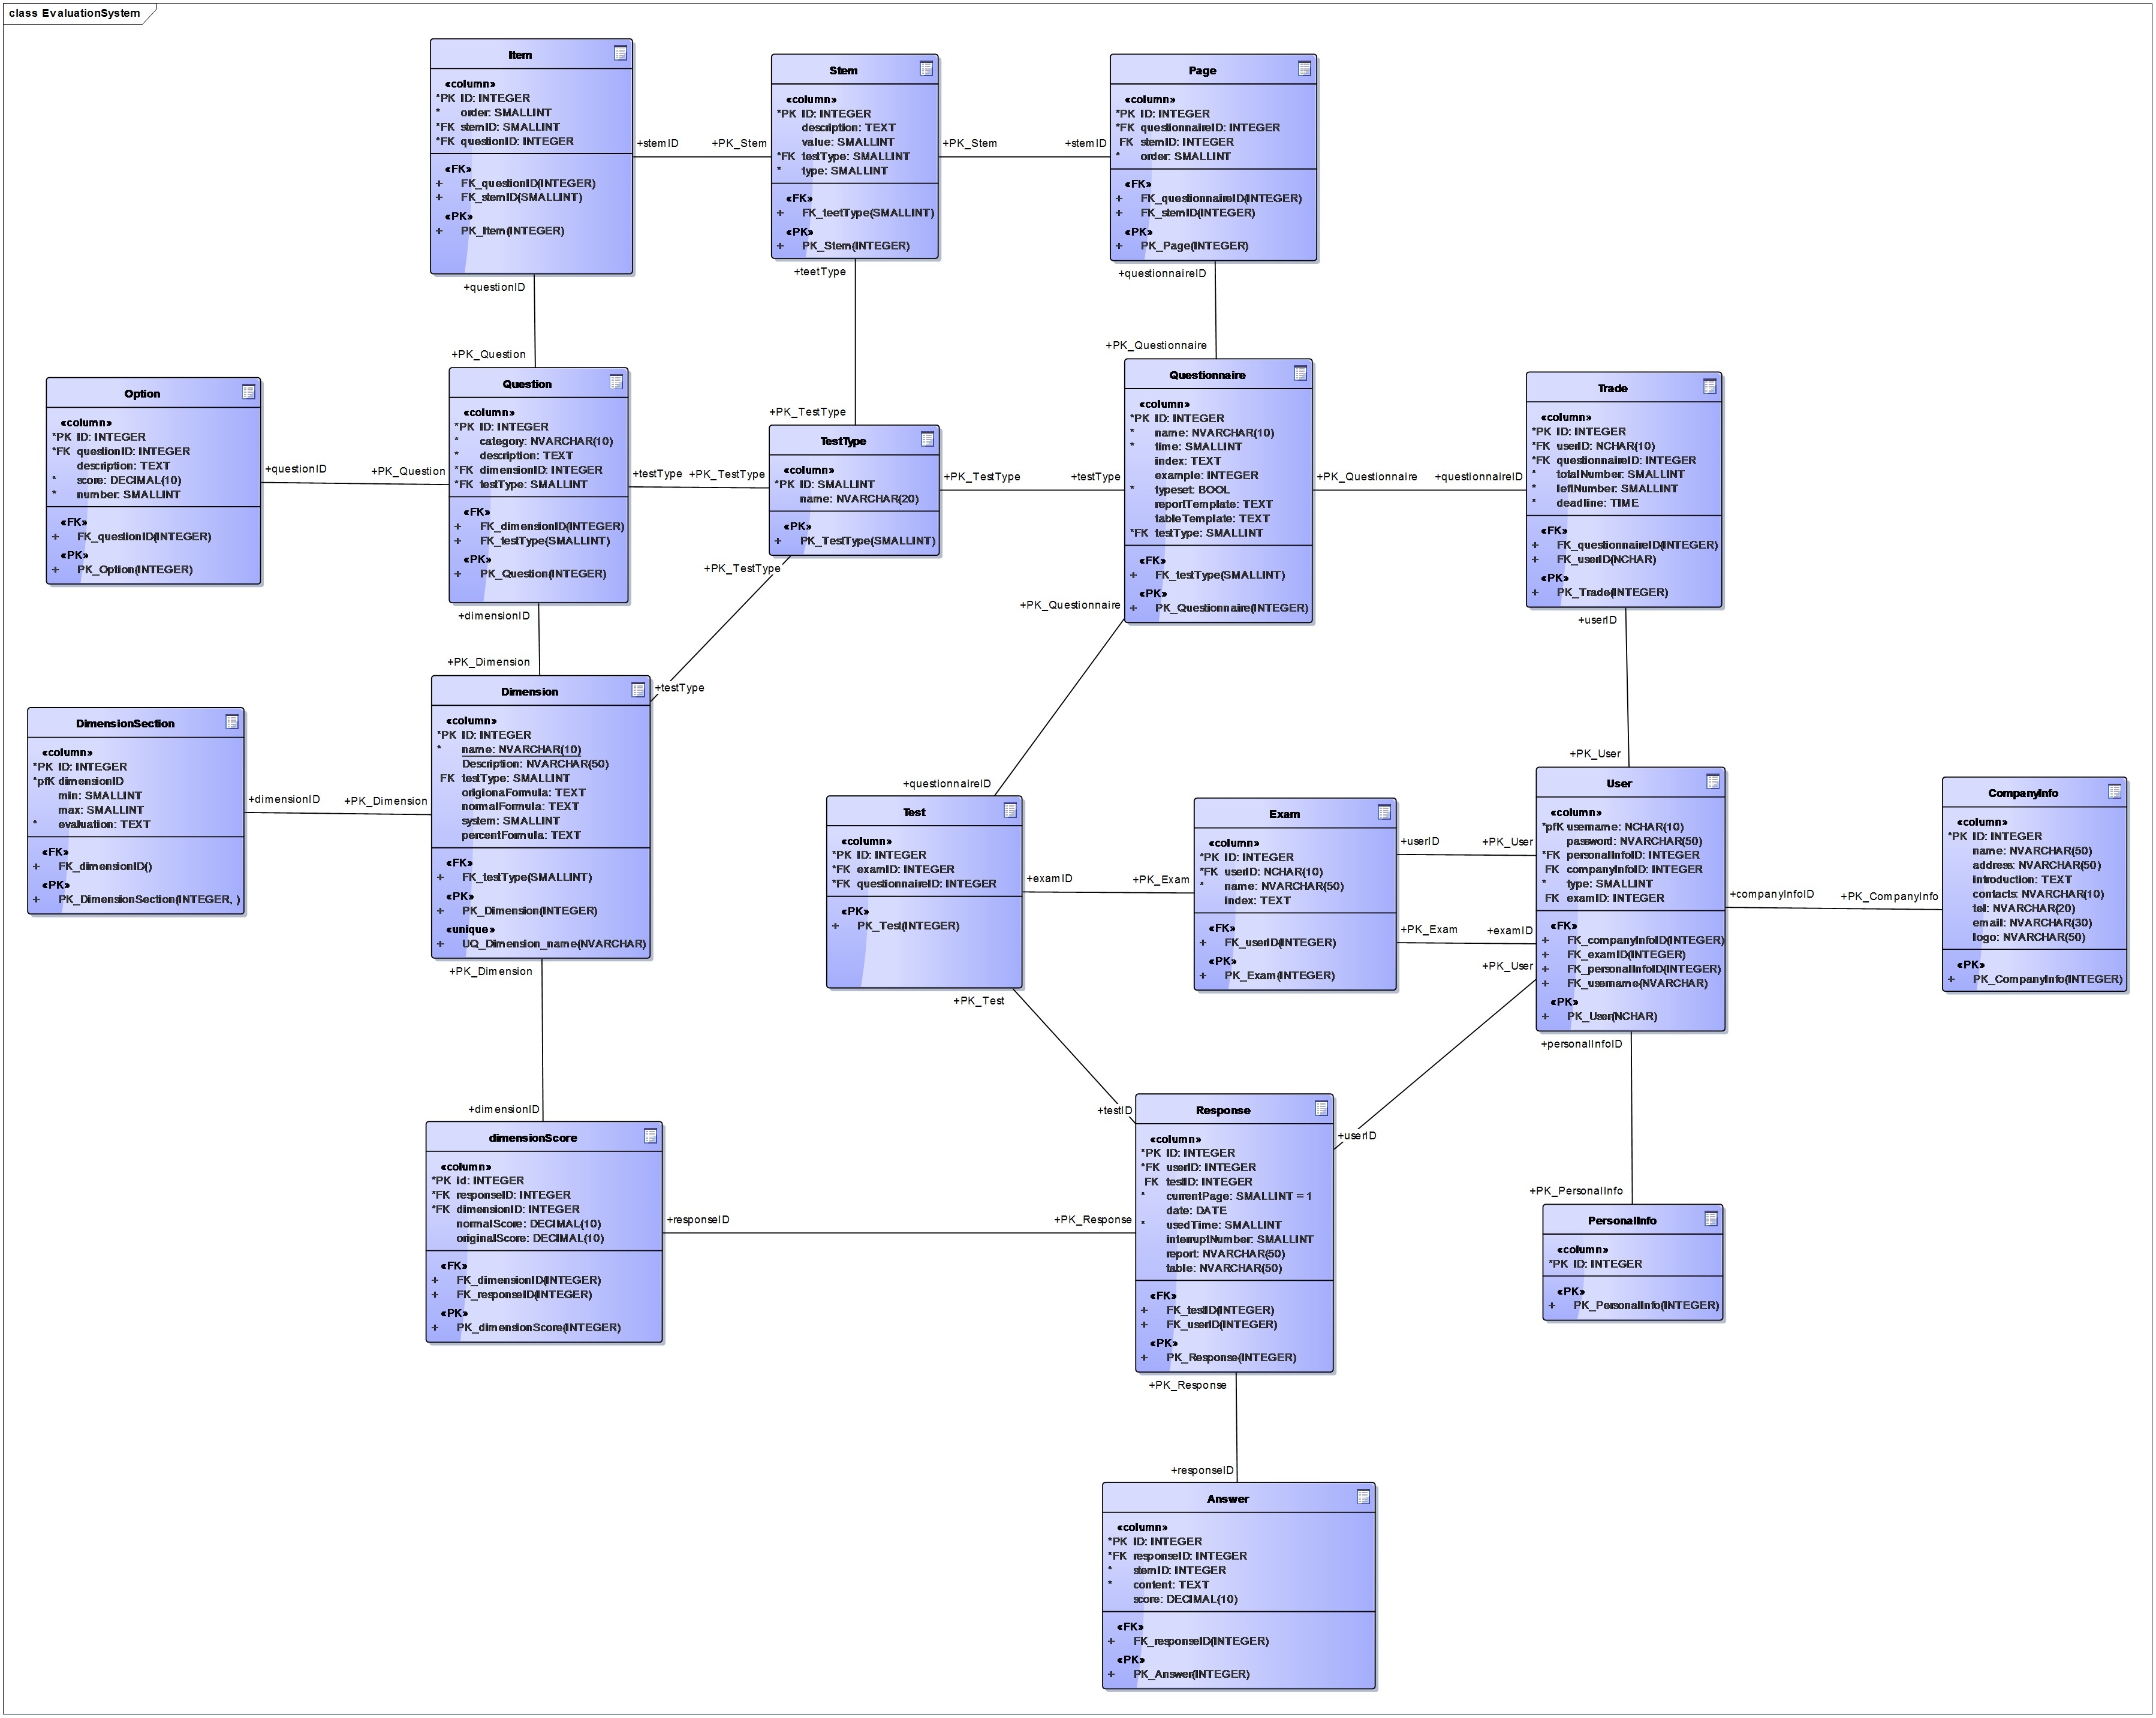 class EvaluationSystem
Item
«column»
*PK ID: INTEGER
* order: SMALLINT
*FK stemID: SMALLINT
*FK questionID: INTEGER
«FK»
+ FK_questionID(INTEGER)
+ FK_stemID(SMALLINT)
«PK»
+ PK_Item(INTEGER)
+stemID
+PK_Stem
Stem
«column»
*PK ID: INTEGER
description: TEXT
value: SMALLINT
*FK testType: SMALLINT
* type: SMALLINT
«FK»
+ FK_teetType(SMALLINT)
«PK»
+ PK_Stem(INTEGER)
+PK_Stem
+stemID
Page
«column»
*PK ID: INTEGER
*FK questionnaireID: INTEGER
FK stemID: INTEGER
* order: SMALLINT
«FK»
+ FK_questionnaireID(INTEGER)
+ FK_stemID(INTEGER)
«PK»
+ PK_Page(INTEGER)
+questionID
+PK_Question
+teetType
+PK_TestType
+questionnaireID
+PK_Questionnaire
Option
«column»
*PK ID: INTEGER
*FK questionID: INTEGER
description: TEXT
* score: DECIMAL(10)
* number: SMALLINT
«FK»
+ FK_questionID(INTEGER)
«PK»
+ PK_Option(INTEGER)
+questionID
+PK_Question
Question
«column»
*PK ID: INTEGER
* category: NVARCHAR(10)
* description: TEXT
*FK dimensionID: INTEGER
*FK testType: SMALLINT
«FK»
+ FK_dimensionID(INTEGER)
+ FK_testType(SMALLINT)
«PK»
+ PK_Question(INTEGER)
+testType
+PK_TestType
TestType
«column»
*PK ID: SMALLINT
name: NVARCHAR(20)
«PK»
+ PK_TestType(SMALLINT)
+PK_TestType
+testType
Questionnaire
«column»
*PK ID: INTEGER
* name: NVARCHAR(10)
* time: SMALLINT
index: TEXT
example: INTEGER
* typeset: BOOL
reportTemplate: TEXT
tableTemplate: TEXT
*FK testType: SMALLINT
«FK»
+ FK_testType(SMALLINT)
«PK»
+ PK_Questionnaire(INTEGER)
+PK_Questionnaire
+questionnaireID
Trade
«column»
*PK ID: INTEGER
*FK userID: NCHAR(10)
*FK questionnaireID: INTEGER
* totalNumber: SMALLINT
* leftNumber: SMALLINT
* deadline: TIME
«FK»
+ FK_questionnaireID(INTEGER)
+ FK_userID(NCHAR)
«PK»
+ PK_Trade(INTEGER)
+dimensionID
+PK_Dimension
+PK_TestType
+testType
+PK_Questionnaire
+questionnaireID
+userID
+PK_User
DimensionSection
«column»
*PK ID: INTEGER
*pfK dimensionID
min: SMALLINT
max: SMALLINT
* evaluation: TEXT
«FK»
+ FK_dimensionID()
«PK»
+ PK_DimensionSection(INTEGER, )
+dimensionID
+PK_Dimension
Dimension
«column»
*PK ID: INTEGER
* name: NVARCHAR(10)
Description: NVARCHAR(50)
FK testType: SMALLINT
origionaFormula: TEXT
normalFormula: TEXT
system: SMALLINT
percentFormula: TEXT
«FK»
+ FK_testType(SMALLINT)
«PK»
+ PK_Dimension(INTEGER)
«unique»
+ UQ_Dimension_name(NVARCHAR)
Test
«column»
*PK ID: INTEGER
*FK examID: INTEGER
*FK questionnaireID: INTEGER
«PK»
+ PK_Test(INTEGER)
+examID
+PK_Exam
Exam
«column»
*PK ID: INTEGER
*FK userID: NCHAR(10)
* name: NVARCHAR(50)
index: TEXT
«FK»
+ FK_userID(INTEGER)
«PK»
+ PK_Exam(INTEGER)
+userID
+PK_User
+PK_Exam
+examID
+PK_User
User
«column»
*pfK username: NCHAR(10)
password: NVARCHAR(50)
*FK personalInfoID: INTEGER
FK companyInfoID: INTEGER
* type: SMALLINT
FK examID: INTEGER
«FK»
+ FK_companyInfoID(INTEGER)
+ FK_examID(INTEGER)
+ FK_personalInfoID(INTEGER)
+ FK_username(NVARCHAR)
«PK»
+ PK_User(NCHAR)
+companyInfoID
+PK_CompanyInfo
CompanyInfo
«column»
*PK ID: INTEGER
name: NVARCHAR(50)
address: NVARCHAR(50)
introduction: TEXT
contacts: NVARCHAR(10)
tel: NVARCHAR(20)
email: NVARCHAR(30)
logo: NVARCHAR(50)
«PK»
+ PK_CompanyInfo(INTEGER)
+PK_Dimension
+dimensionID
+PK_Test
+testID
+userID
+personalInfoID
+PK_PersonalInfo
dimensionScore
«column»
*PK id: INTEGER
*FK responseID: INTEGER
*FK dimensionID: INTEGER
normalScore: DECIMAL(10)
originalScore: DECIMAL(10)
«FK»
+ FK_dimensionID(INTEGER)
+ FK_responseID(INTEGER)
«PK»
+ PK_dimensionScore(INTEGER)
+responseID
+PK_Response
Response
«column»
*PK ID: INTEGER
*FK userID: INTEGER
FK testID: INTEGER
* currentPage: SMALLINT = 1
date: DATE
* usedTime: SMALLINT
interruptNumber: SMALLINT
report: NVARCHAR(50)
table: NVARCHAR(50)
«FK»
+ FK_testID(INTEGER)
+ FK_userID(INTEGER)
«PK»
+ PK_Response(INTEGER)
PersonalInfo
«column»
*PK ID: INTEGER
«PK»
+ PK_PersonalInfo(INTEGER)
+PK_Response
+responseID
Answer
«column»
*PK ID: INTEGER
*FK responseID: INTEGER
* stemID: INTEGER
* content: TEXT
score: DECIMAL(10)
«FK»
+ FK_responseID(INTEGER)
«PK»
+ PK_Answer(INTEGER)